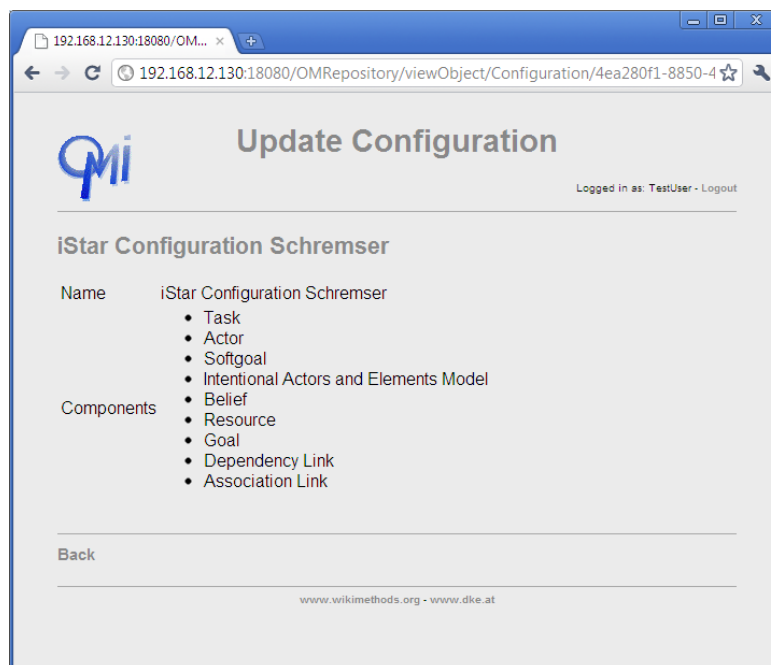 192.168.12.130:18080/OM...
192.168.12.130:18080/OMRepository/viewObject/Configuration/4ea280f1-8850-4
OMi
Update Configuration
Logged in as: TestUser - Logout
iStar Configuration Schremser
Name iStar Configuration Schremser
Task
Actor
Softgoal
Intentional Actors and Elements Model
Components
Belief
Resource
Goal
Dependency Link
Association Link
Back
www.wikimethods.org - www.dke.at